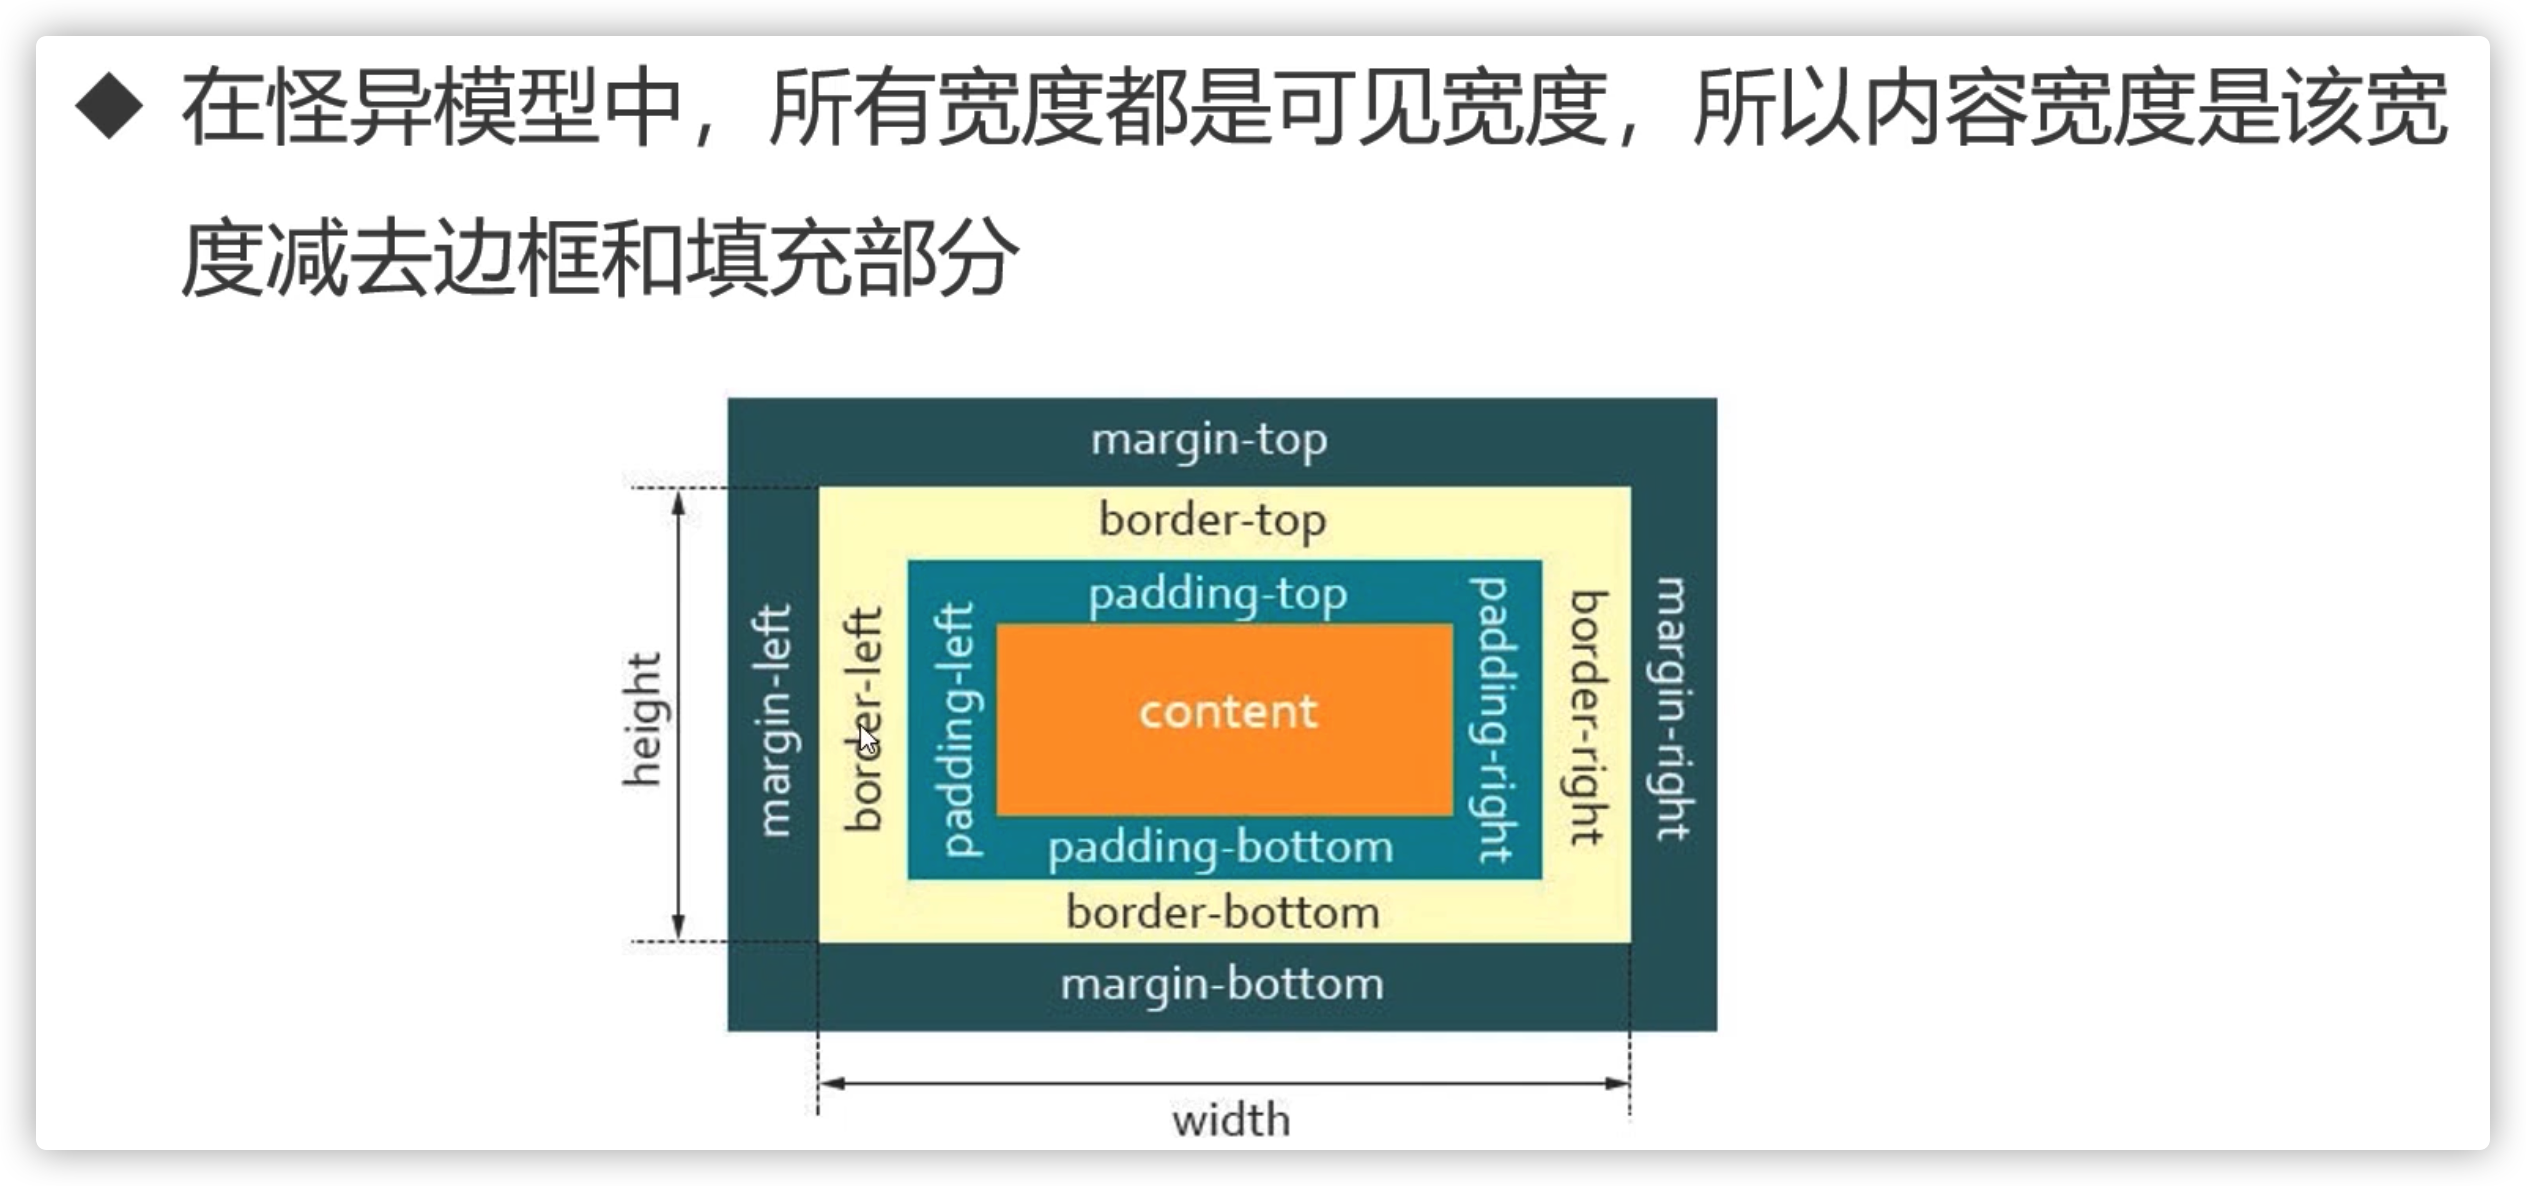 在怪异模型中，所有宽度都是可见宽度，所以内容宽度是该宽
度减去边框和填充部分
margin-top
border-top
padding-top
height
margin-left
border-left
padding-left
content
padding-right
border-right
margin-right
padding-bottom
border-bottom
margin-bottom
width